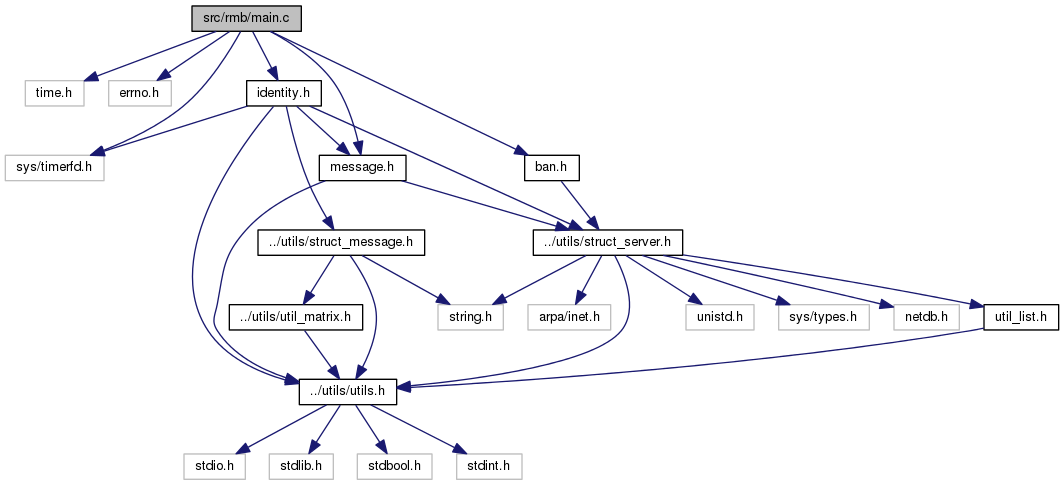 src/rmb/main.c
time.h
errno.h
identity.h
sys/timerfd.h
message.h
ban.h
../utils/struct_message.h
../utils/struct_server.h
../utils/util_matrix.h
string.h
arpa/inet.h
unistd.h
sys/types.h
netdb.h
util_list.h
../utils/utils.h
stdio.h
stdlib.h
stdbool.h
stdint.h